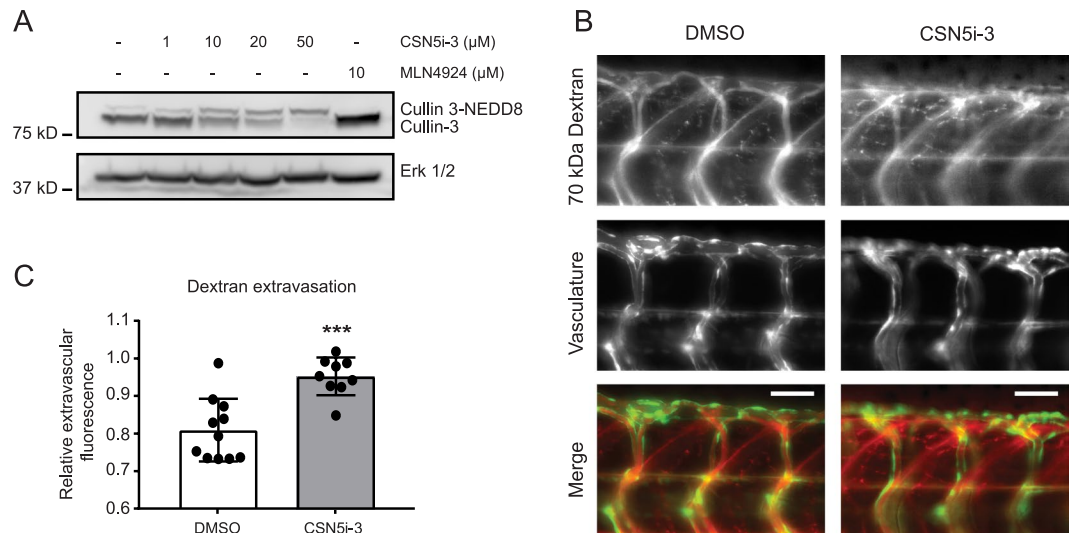 A
- 1 10 20 50 - CSN5i-3 (µM)
- - - - - 10 MLN4924 (µM)
Cullin 3-NEDD8
Cullin-3
75 kD
Erk 1/2
37 kD
B
DMSO CSN5i-3
70 kDa Dextran
Vasculature
Merge
C
Dextran extravasation
***
Relative extravascular
fluorescence
1.1
1.0
0.9
0.8
0.7
0.6
DMSO CSN5i-3